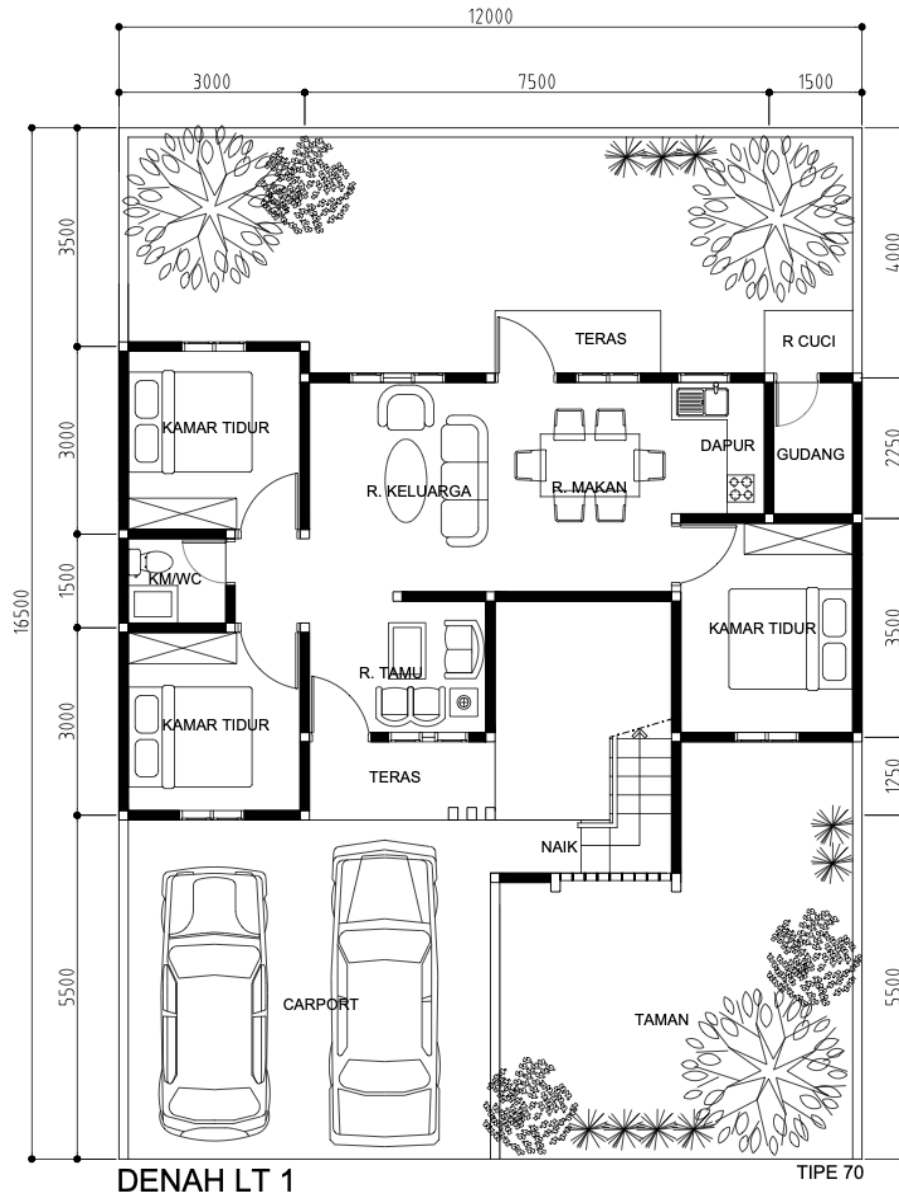 12000
3000
7500
1500
3500
4000
TERAS
R CUCI
KAMAR TIDUR
3000
DAPUR
GUDANG
2250
R. KELUARGA
R. MAKAN
16500
1500
KM/WC
KAMAR TIDUR
3500
R. TAMU
KAMAR TIDUR
3000
TERAS
1250
NAIK
5500
CARPORT
TAMAN
5500
DENAH LT 1
TIPE 70